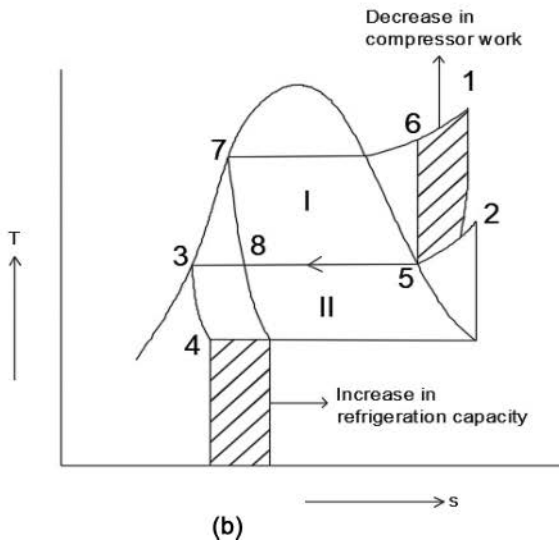 Decrease in
compressor work
1
6
7
2
I
T
3
8
5
II
4
Increase in
refrigeration capacity
s
(b)